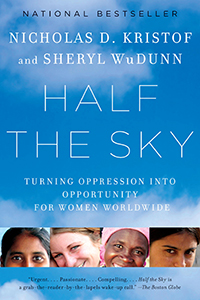 NATIONAL BESTSELLER
NICHOLAS D. KRISTOF
and SHERYL WuDUNN
HALF
THE SKY
TURNING OPPRESSION INTO
OPPORTUNITY
FOR WOMEN WORLDWIDE
"Urgent. . . . Passionate. . . . Compelling. . . . Half the Sky is
a grab-the-reader-by-the-lapels wake-up call." —The Boston Globe